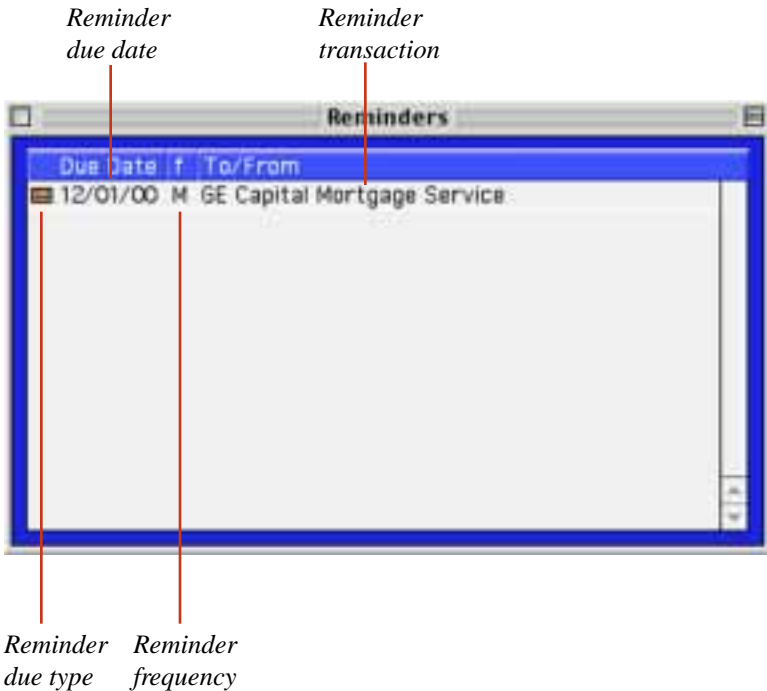 Reminder
due date
Reminder
transaction
Reminders
Due Date f To/From
12/01/00 M GE Capital Mortgage Service
Reminder
due type
Reminder
frequency